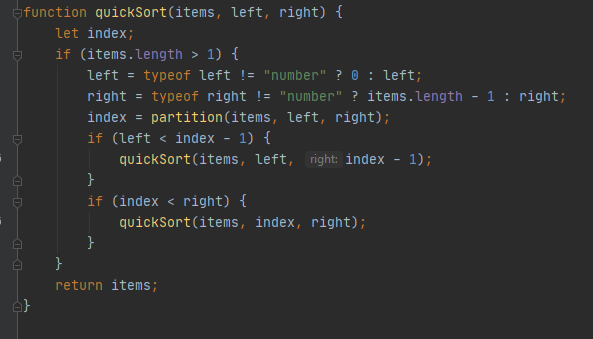 function quickSort(items, left, right) {
    let index;
    if (items.length > 1) {
        left = typeof left != "number" ? 0 : left;
        right = typeof right != "number" ? items.length - 1 : right;
        index = partition(items, left, right);
        if (left < index - 1) {
            quickSort(items, left, right: index - 1);
        }
        if (index < right) {
            quickSort(items, index, right);
        }
    }
    return items;
}